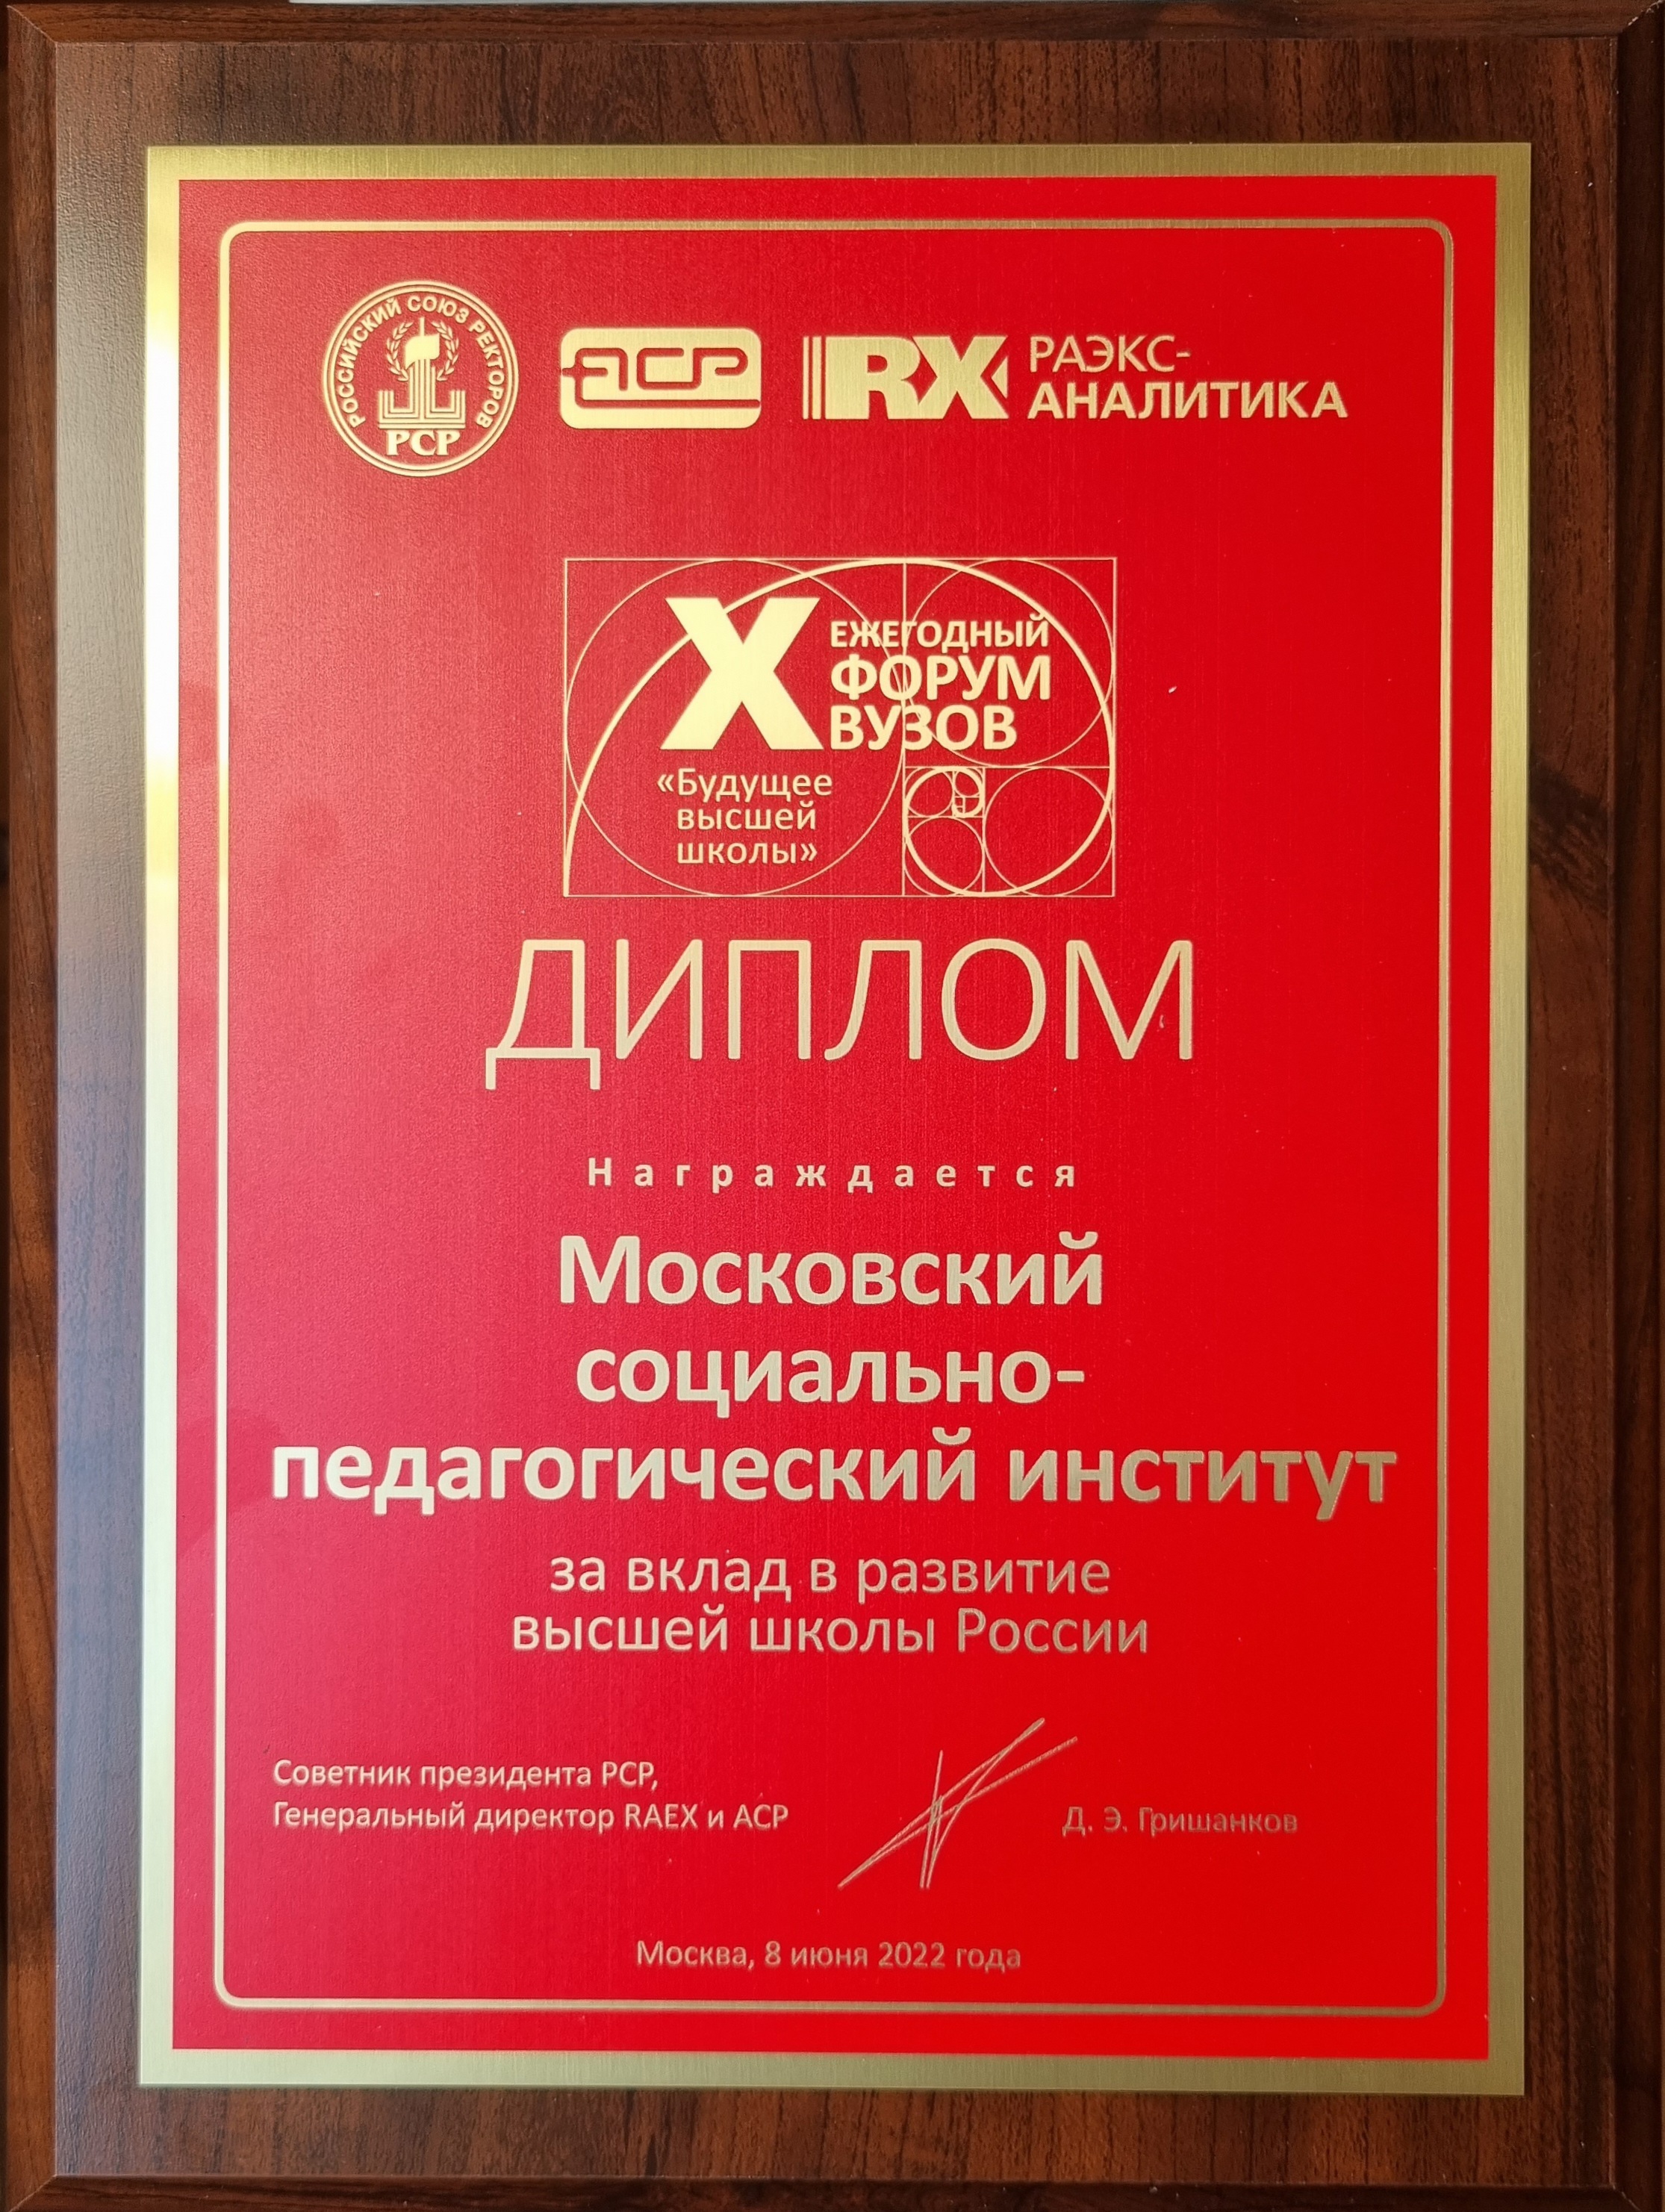 РОССИЙСКИЙ СОЮЗ РЕКТОРОВ
РСР
АСР
RX
РАЭКС-
АНАЛИТИКА
X
ЕЖЕГОДНЫЙ
ФОРУМ
ВУЗОВ
«Будущее
высшей
школы»
ДИПЛОМ
Награждается
Московский
социально-
педагогический институт
за вклад в развитие
высшей школы России
Советник президента РСР,
Генеральный директор RAEX и АСР
Д. Э. Гришанков
Москва, 8 июня 2022 года